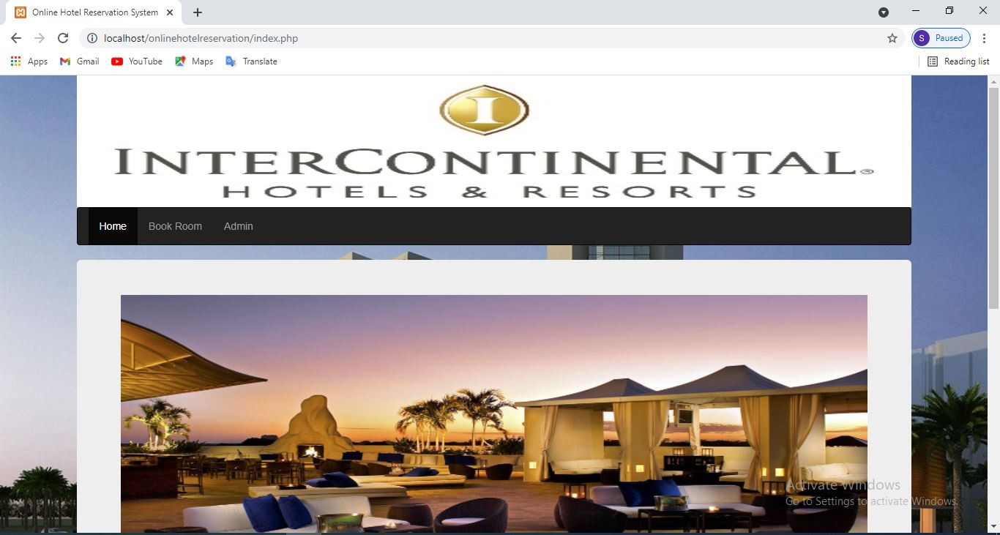 Online Hotel Reservation System
localhost/onlinehotelreservation/index.php
S Paused
Apps Gmail YouTube Maps Translate Reading list
I
INTERCONTINENTAL®
HOTELS & RESORTS
Home Book Room Admin
Activate Windows
Go to Settings to activate Windows.